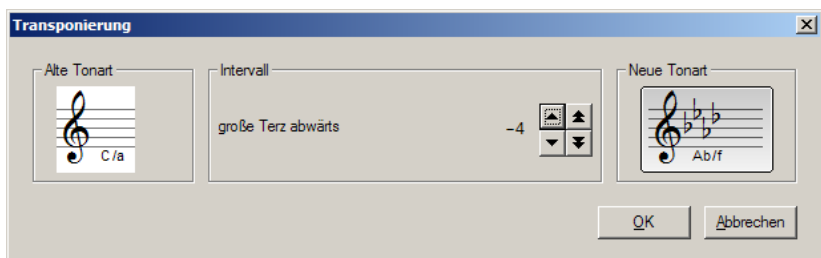 Transponierung
Alte Tonart
Intervall
Neue Tonart
große Terz abwärts
-4
C/a
Ab/f
OK
Abbrechen